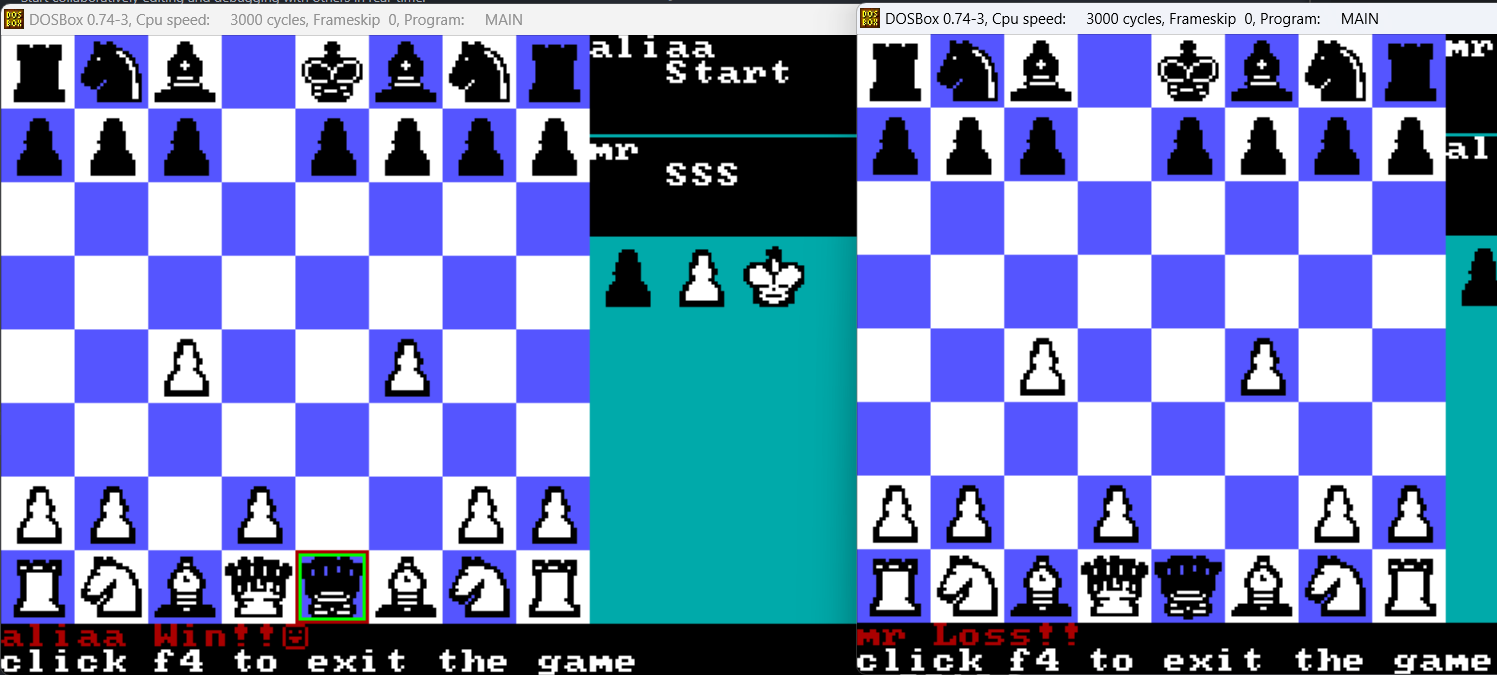 DOSBox 0.74-3, Cpu speed: 3000 cycles, Frameskip 0, Program: MAIN
aliaa
Start
mr
SSS
aliaa Win!!
click f4 to exit the game
DOSBox 0.74-3, Cpu speed: 3000 cycles, Frameskip 0, Program: MAIN
mr
al
mr Loss!!
click f4 to exit the game